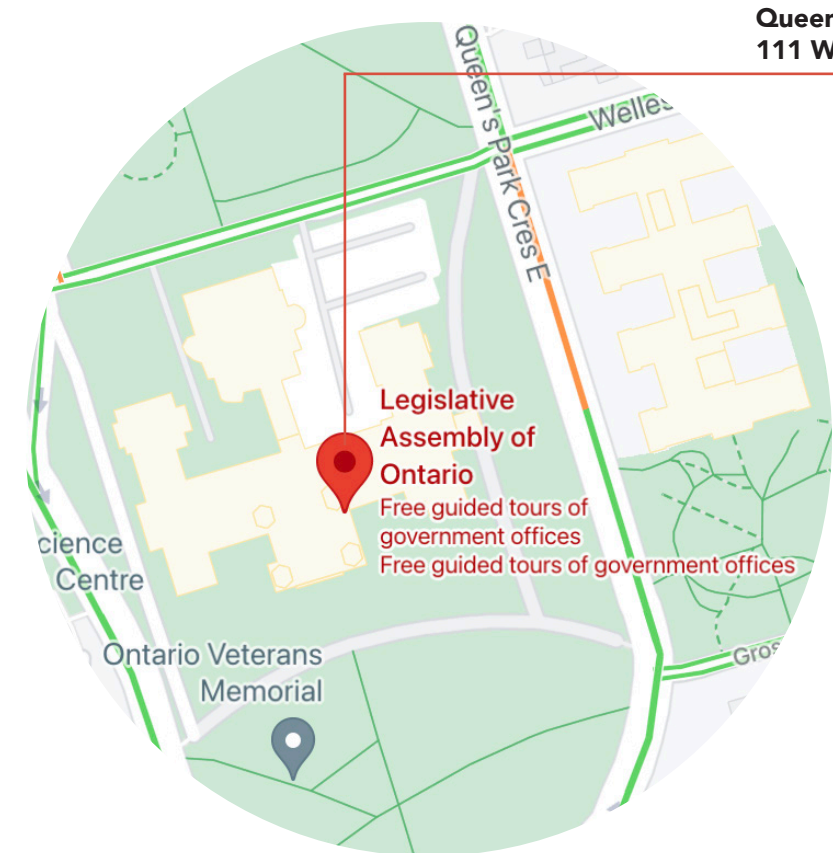 Queen
111 W
Queen's Park Cres E
Welles
Legislative
Assembly of
Ontario
Free guided tours of
government offices
Free guided tours of government offices
cience
Centre
Ontario Veterans
Memorial
Gros